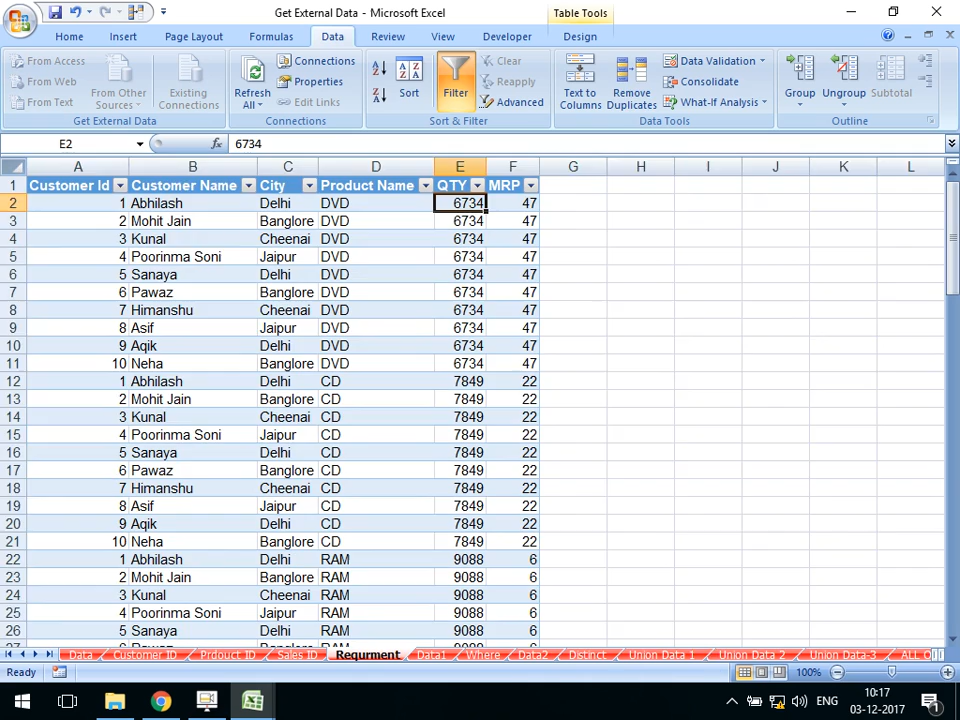 Get External Data - Microsoft Excel
Table Tools
Home Insert Page Layout Formulas Data Review View Developer Design
From Access
From Web
From Text
From Other Sources
Existing Connections
Get External Data
Refresh All
Connections
Properties
Edit Links
Connections
Sort
Filter
Clear
Reapply
Advanced
Sort & Filter
Text to Columns
Remove Duplicates
Data Validation
Consolidate
What-If Analysis
Data Tools
Group
Ungroup
Subtotal
Outline
E2 fx 6734
A B C D E F G H I J K L
1 Customer Id Customer Name City Product Name QTY MRP
2 1 Abhilash Delhi DVD 6734 47
3 2 Mohit Jain Banglore DVD 6734 47
4 3 Kunal Cheenai DVD 6734 47
5 4 Poorinma Soni Jaipur DVD 6734 47
6 5 Sanaya Delhi DVD 6734 47
7 6 Pawaz Banglore DVD 6734 47
8 7 Himanshu Cheenai DVD 6734 47
9 8 Asif Jaipur DVD 6734 47
10 9 Aqik Delhi DVD 6734 47
11 10 Neha Banglore DVD 6734 47
12 1 Abhilash Delhi CD 7849 22
13 2 Mohit Jain Banglore CD 7849 22
14 3 Kunal Cheenai CD 7849 22
15 4 Poorinma Soni Jaipur CD 7849 22
16 5 Sanaya Delhi CD 7849 22
17 6 Pawaz Banglore CD 7849 22
18 7 Himanshu Cheenai CD 7849 22
19 8 Asif Jaipur CD 7849 22
20 9 Aqik Delhi CD 7849 22
21 10 Neha Banglore CD 7849 22
22 1 Abhilash Delhi RAM 9088 6
23 2 Mohit Jain Banglore RAM 9088 6
24 3 Kunal Cheenai RAM 9088 6
25 4 Poorinma Soni Jaipur RAM 9088 6
26 5 Sanaya Delhi RAM 9088 6
Data Customer ID Prdouct ID Sales ID Requrment Data1 Where Data2 Distinct Union Data 1 Union Data 2 Union Data-3
Ready 100%
ENG
10:17
03-12-2017
1